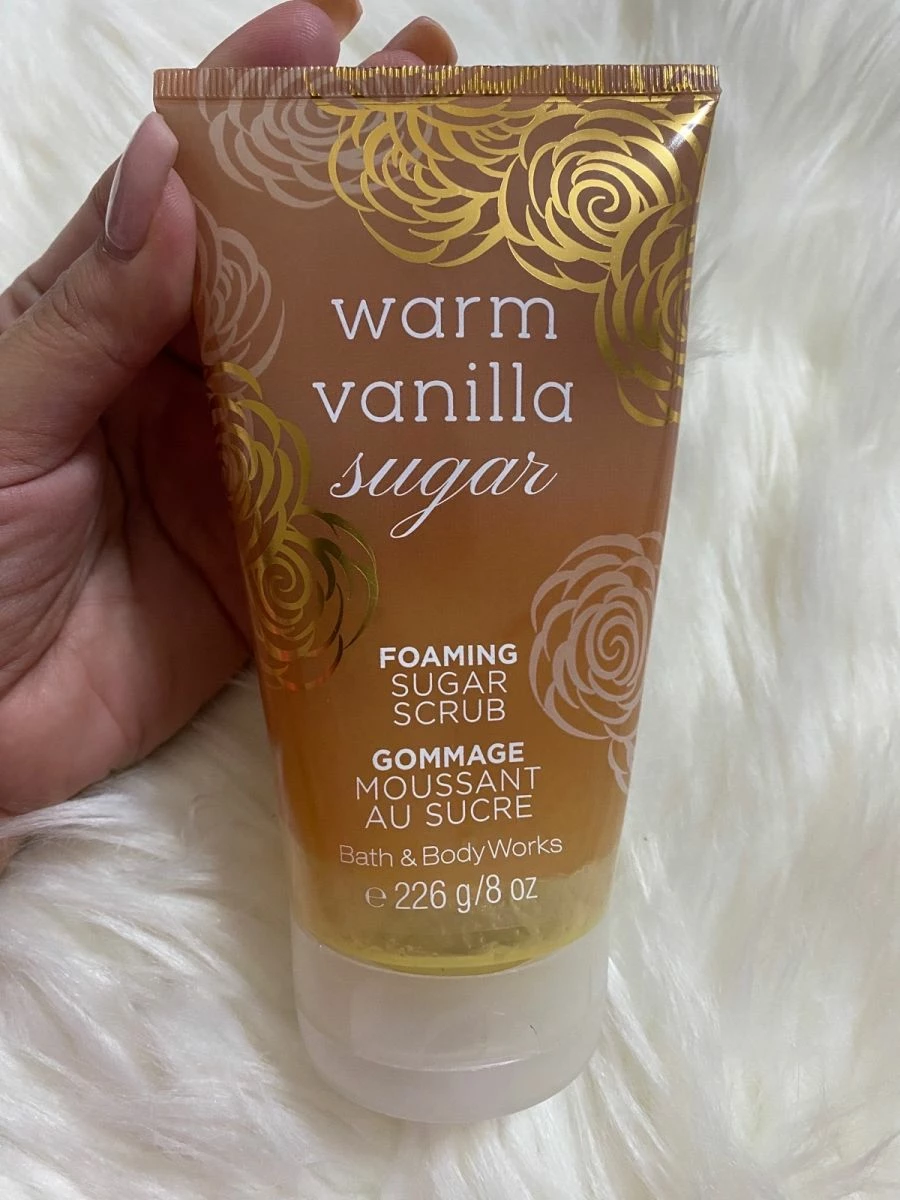 warm
vanilla
sugar
FOAMING
SUGAR
SCRUB
GOMMAGE
MOUSSANT
AU SUCRE
Bath & Body Works
℮ 226 g/8 oz